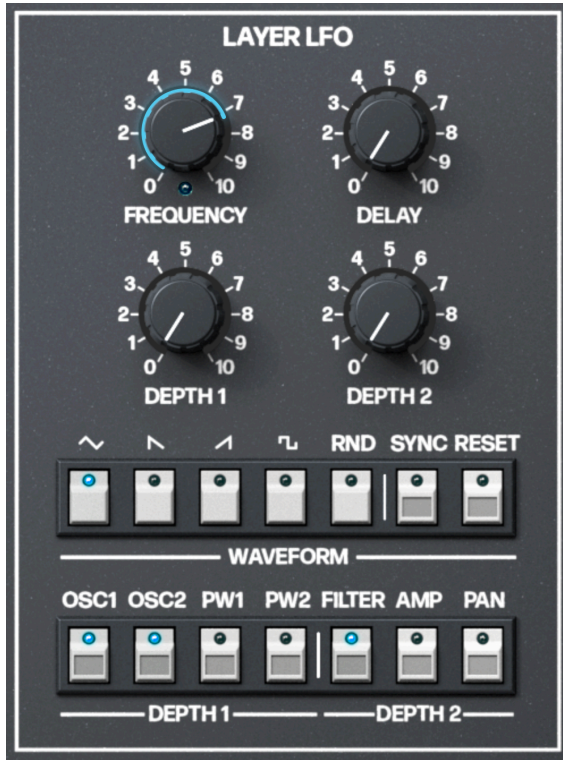 LAYER LFO
0 1 2 3 4 5 6 7 8 9 10
FREQUENCY
0 1 2 3 4 5 6 7 8 9 10
DELAY
0 1 2 3 4 5 6 7 8 9 10
DEPTH 1
0 1 2 3 4 5 6 7 8 9 10
DEPTH 2
RND SYNC RESET
WAVEFORM
OSC1 OSC2 PW1 PW2 FILTER AMP PAN
DEPTH 1 DEPTH 2